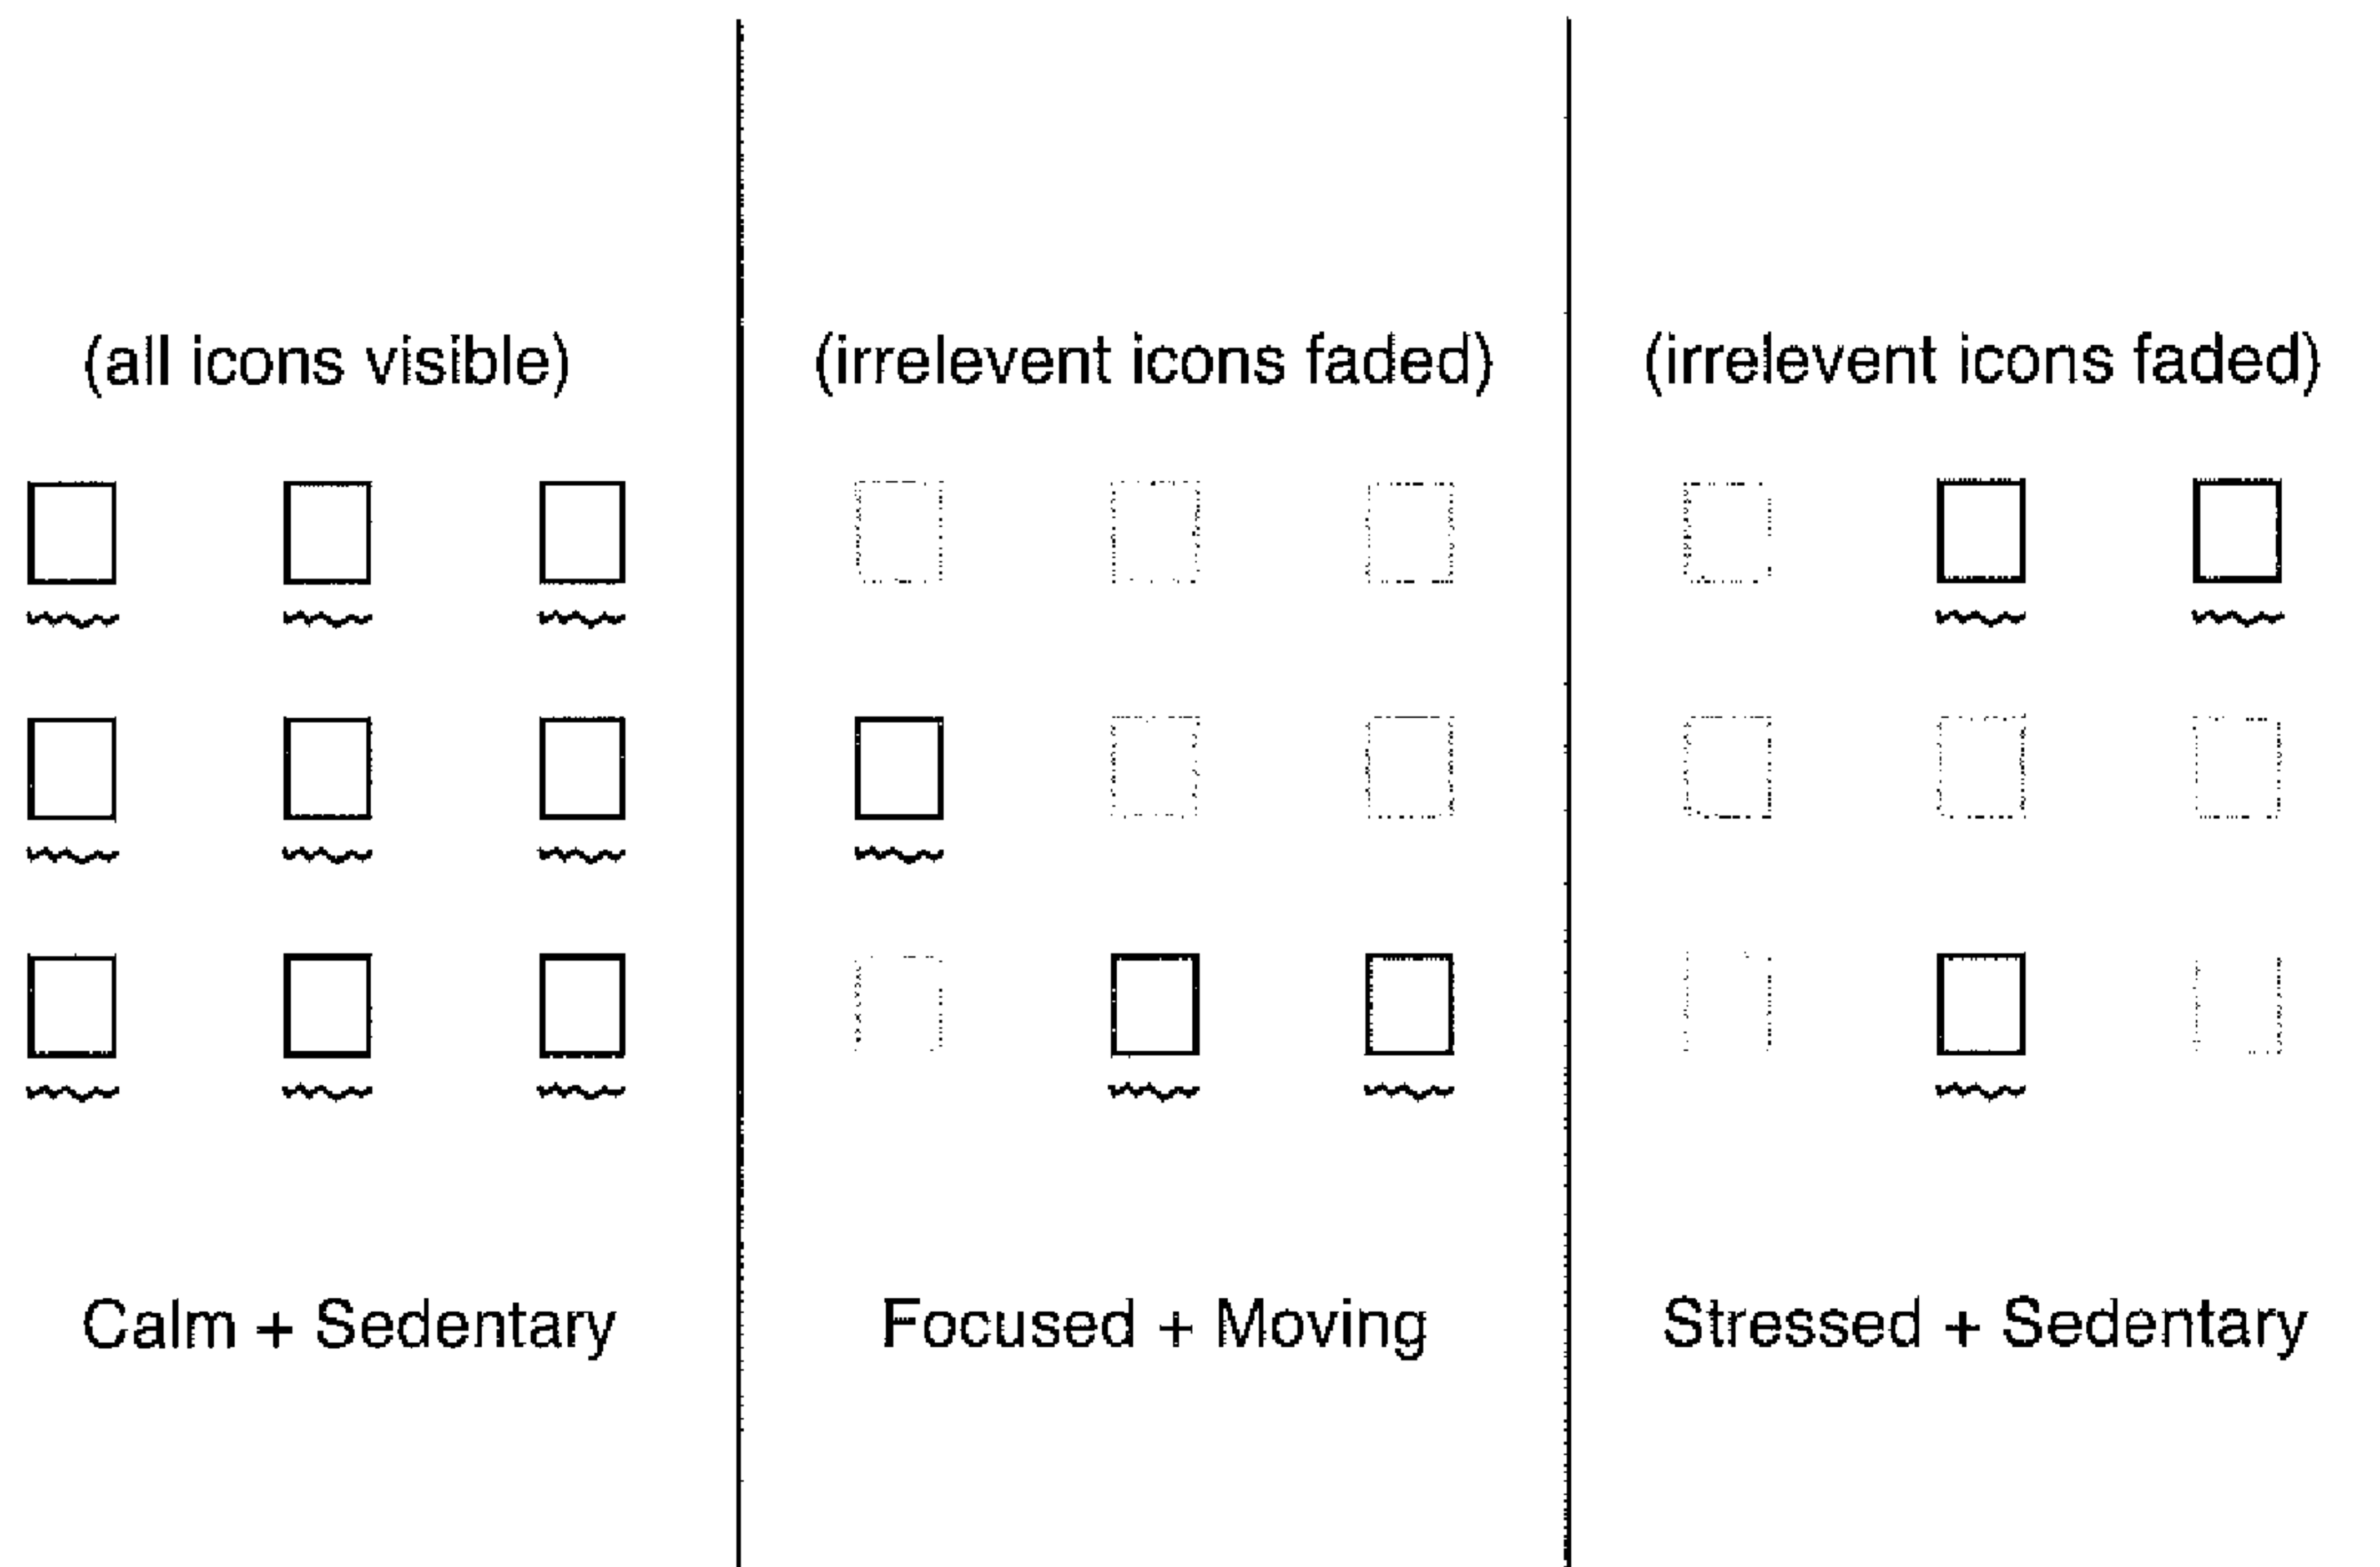 (all icons visible)
(irrelevent icons faded)
(irrelevent icons faded)
Calm + Sedentary
Focused + Moving
Stressed + Sedentary